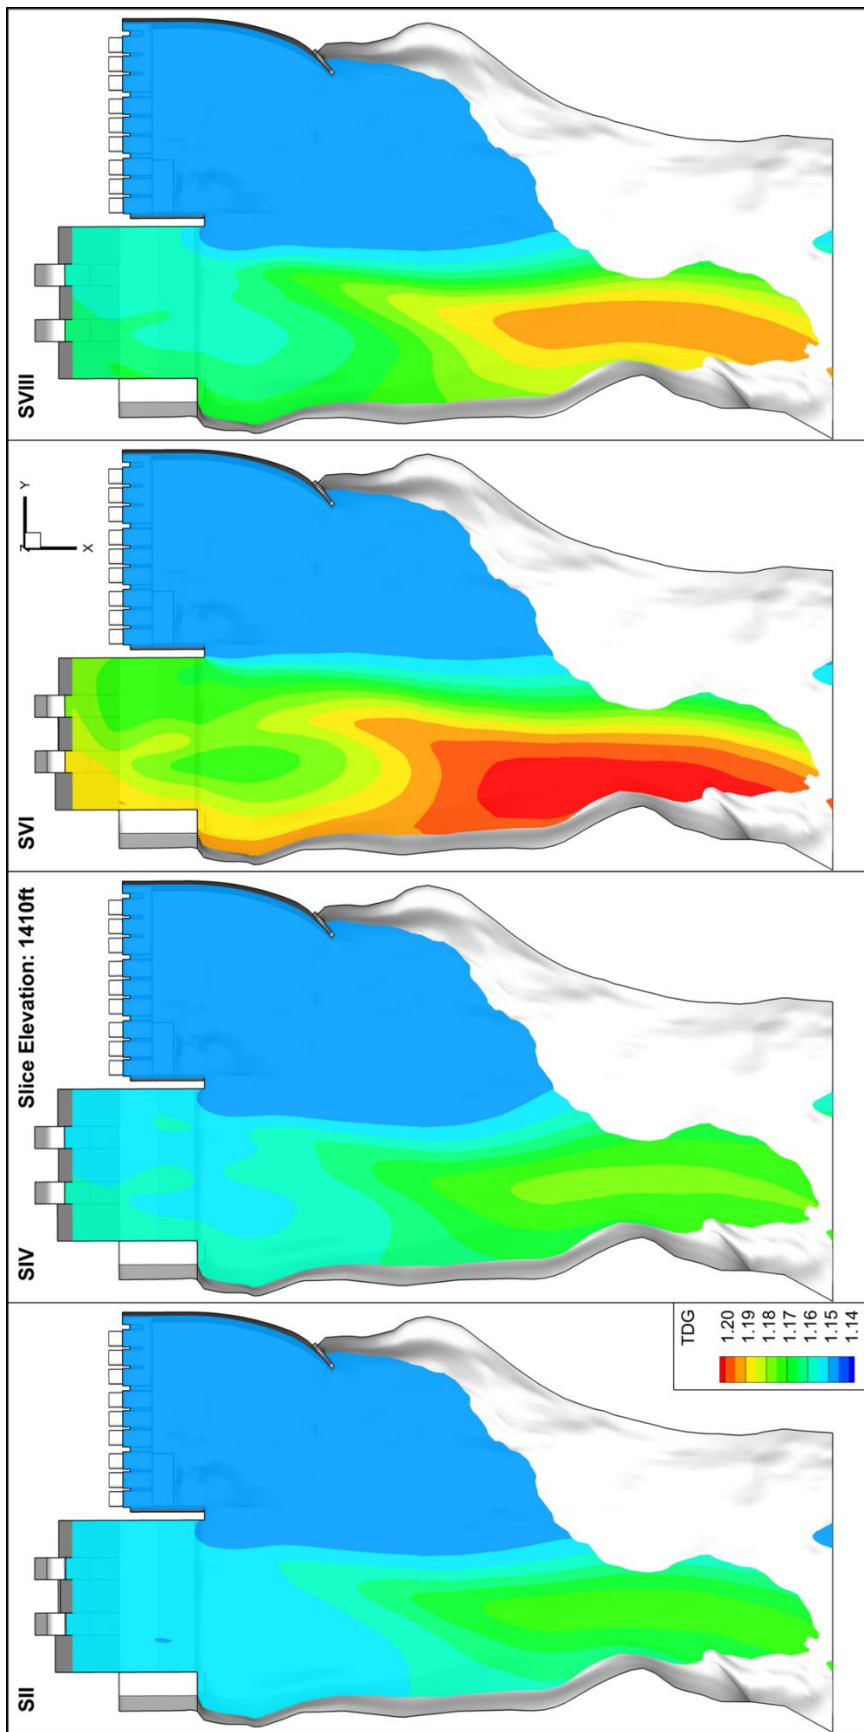 SVIII
SVI
Z
Y
X
SIV
Slice Elevation: 1410ft
SII
TDG
1.20
1.19
1.18
1.17
1.16
1.15
1.14